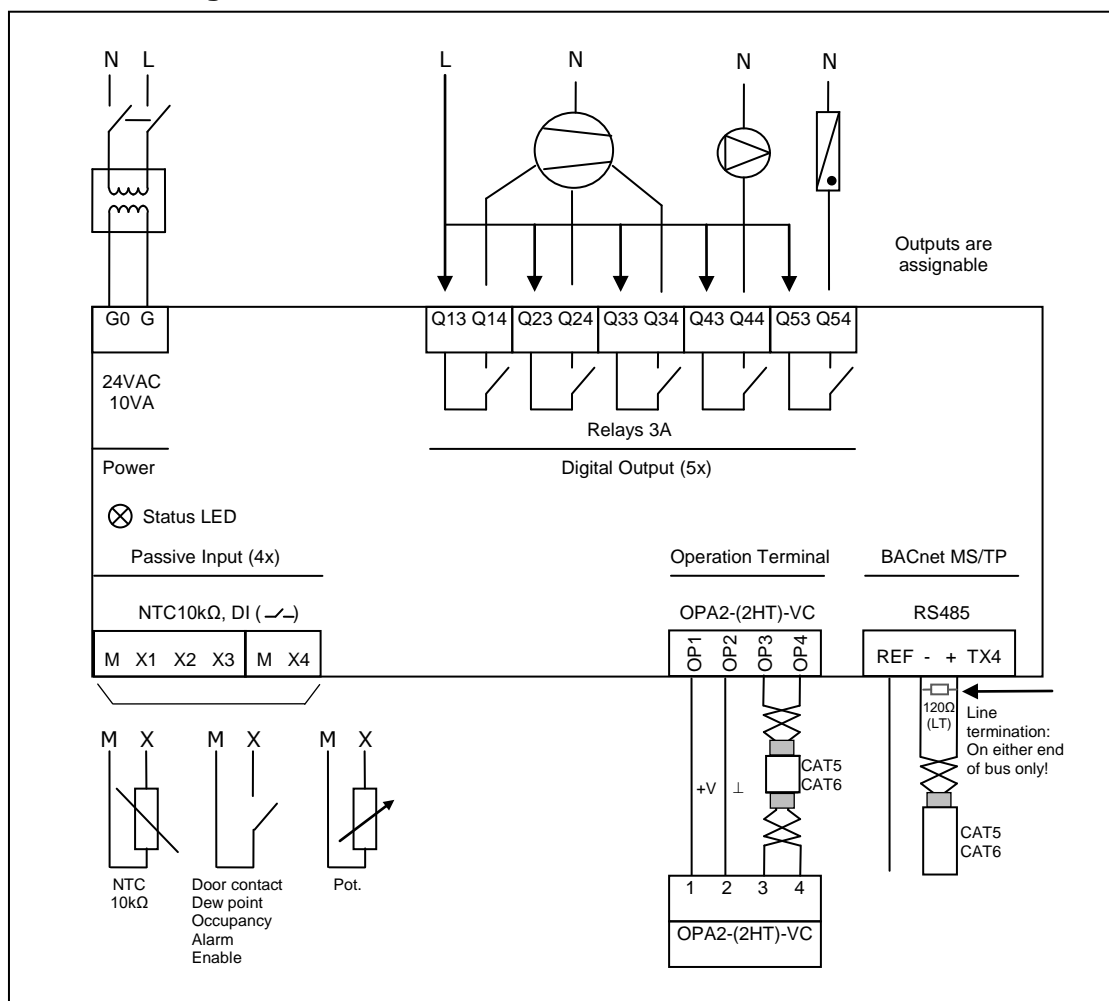 N L
L
N
N
N
Outputs are
assignable
G0 G
Q13 Q14 Q23 Q24 Q33 Q34 Q43 Q44 Q53 Q54
24VAC
10VA
Relays 3A
Power
Digital Output (5x)
Status LED
Passive Input (4x)
Operation Terminal
BACnet MS/TP
NTC10kΩ, DI ( )
OPA2-(2HT)-VC
RS485
M X1 X2 X3 M X4
OP1
OP2
OP3
OP4
REF - + TX4
120Ω
(LT)
Line
termination:
On either end
of bus only!
M X
M X
M X
CAT5
CAT6
+V ⊥
CAT5
CAT6
NTC
10kΩ
Door contact
Dew point
Occupancy
Alarm
Enable
Pot.
1 2 3 4
OPA2-(2HT)-VC